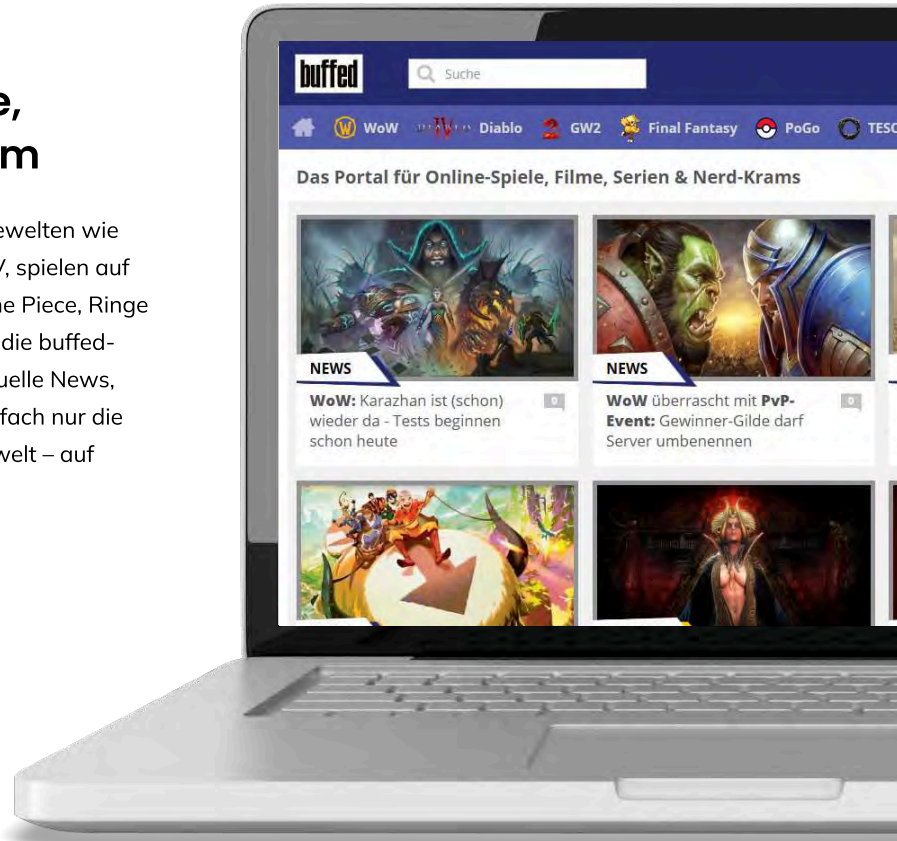 e,
m
ewelten wie
V, spielen auf
ne Piece, Ringe
die buffed-
uelle News,
fach nur die
welt – auf
buffed
Suche
WoW
Diablo
GW2
Final Fantasy
PoGo
TESO
Das Portal für Online-Spiele, Filme, Serien & Nerd-Krams
NEWS
WoW: Karazhan ist (schon)
wieder da - Tests beginnen
schon heute
0
NEWS
WoW überrascht mit PvP-
Event: Gewinner-Gilde darf
Server umbenennen
0